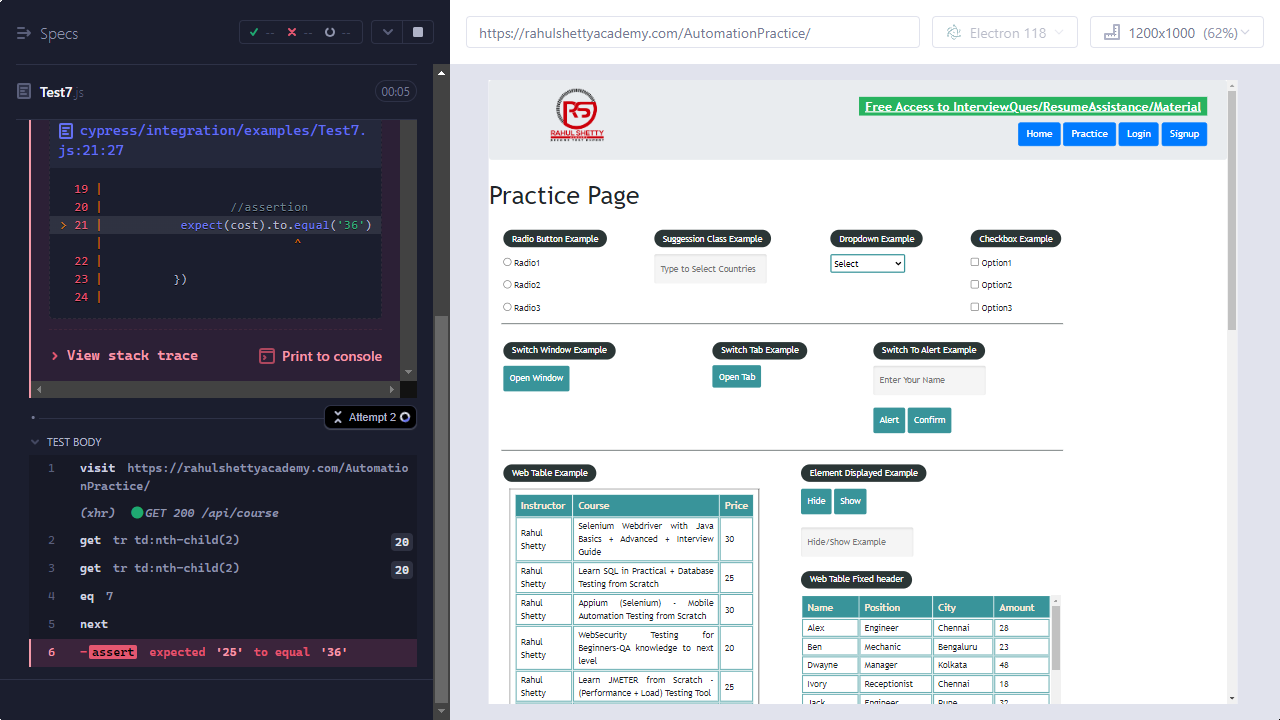 Specs
-- -- --
Test7.js
00:05
cypress/integration/examples/Test7.
js:21:27
19 |
20 | //assertion
> 21 | expect(cost).to.equal('36')
| ^
22 |
23 | })
24 |
> View stack trace
Print to console
Attempt 2
TEST BODY
1 visit https://rahulshettyacademy.com/Automatio
nPractice/
(xhr) GET 200 /api/course
2 get tr td:nth-child(2) 20
3 get tr td:nth-child(2) 20
4 eq 7
5 next
6 -assert expected '25' to equal '36'
https://rahulshettyacademy.com/AutomationPractice/
Electron 118
1200x1000 (62%)
RS
RAHUL SHETTY
Free Access to InterviewQues/ResumeAssistance/Material
Home Practice Login Signup
Practice Page
Radio Button Example
Radio1
Radio2
Radio3
Suggession Class Example
Type to Select Countries
Dropdown Example
Select
Checkbox Example
Option1
Option2
Option3
Switch Window Example
Open Window
Switch Tab Example
Open Tab
Switch To Alert Example
Enter Your Name
Alert Confirm
Web Table Example
Instructor Course Price
Rahul Shetty Selenium Webdriver with Java Basics + Advanced + Interview Guide 30
Rahul Shetty Learn SQL in Practical + Database Testing from Scratch 25
Rahul Shetty Appium (Selenium) - Mobile Automation Testing from Scratch 30
Rahul Shetty WebSecurity Testing for Beginners-QA knowledge to next level 20
Rahul Shetty Learn JMETER from Scratch - (Performance + Load) Testing Tool 25
Element Displayed Example
Hide Show
Hide/Show Example
Web Table Fixed header
Name Position City Amount
Alex Engineer Chennai 28
Ben Mechanic Bengaluru 23
Dwayne Manager Kolkata 48
Ivory Receptionist Chennai 18
Jack Engineer Pune 32